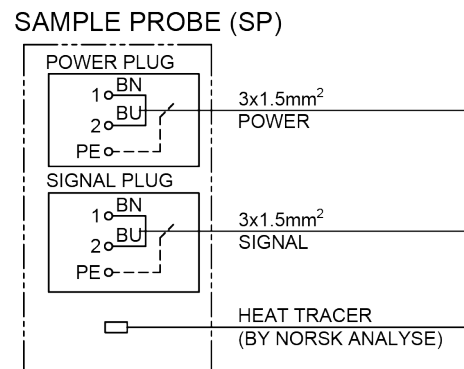 SAMPLE PROBE (SP)
POWER PLUG
1 BN
2 BU
PE
3x1.5mm²
POWER
SIGNAL PLUG
1 BN
2 BU
PE
3x1.5mm²
SIGNAL
HEAT TRACER
(BY NORSK ANALYSE)